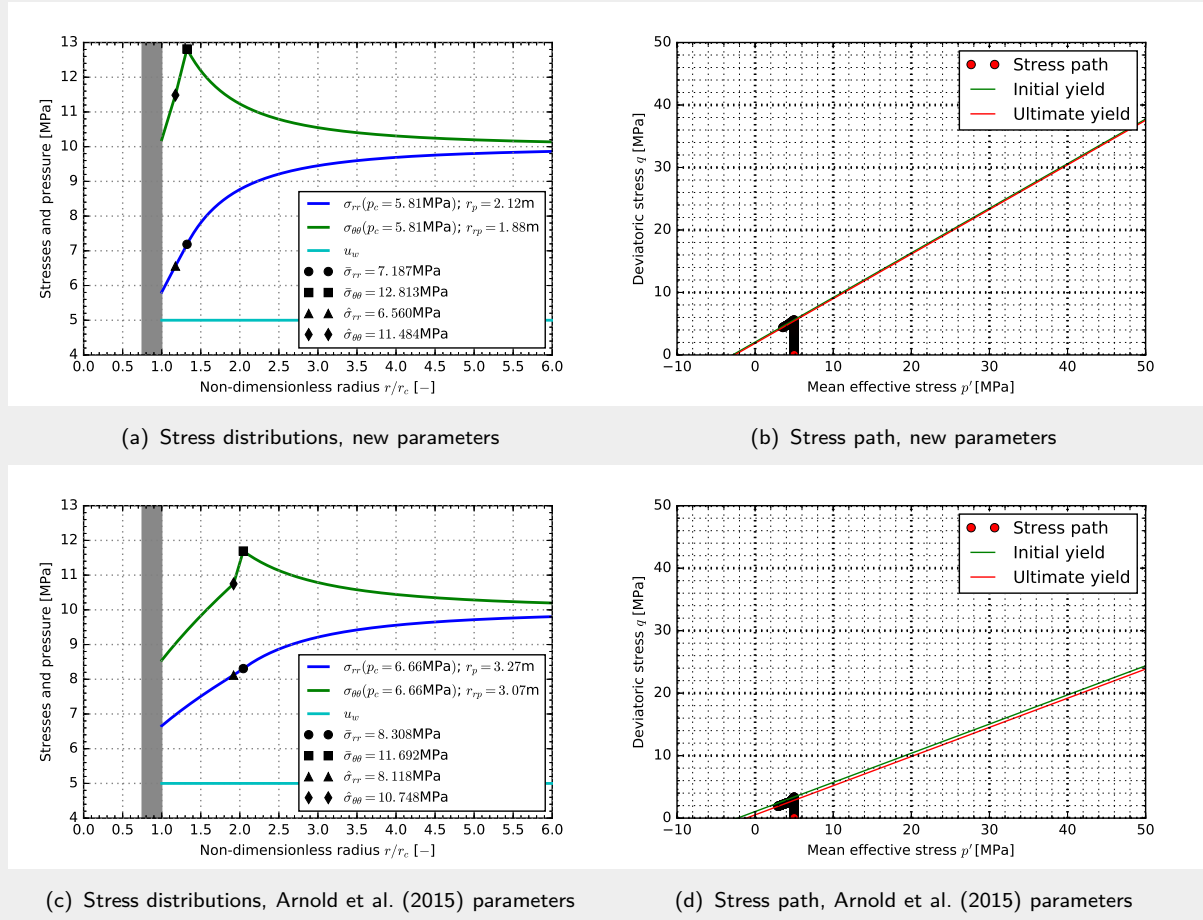 13
12
11
10
9
8
7
6
5
4
Stresses and pressure [MPa]
0.0 0.5 1.0 1.5 2.0 2.5 3.0 3.5 4.0 4.5 5.0 5.5 6.0
Non-dimensionless radius r/r_c [−]
σ_rr(p_c = 5.81MPa); r_p = 2.12m
σ_θθ(p_c = 5.81MPa); r_rp = 1.88m
u_w
σ̄_rr = 7.187MPa
σ̄_θθ = 12.813MPa
σ̂_rr = 6.560MPa
σ̂_θθ = 11.484MPa
(a) Stress distributions, new parameters
50
40
30
20
10
0
Deviatoric stress q [MPa]
−10 0 10 20 30 40 50
Mean effective stress p′ [MPa]
Stress path
Initial yield
Ultimate yield
(b) Stress path, new parameters
13
12
11
10
9
8
7
6
5
4
Stresses and pressure [MPa]
0.0 0.5 1.0 1.5 2.0 2.5 3.0 3.5 4.0 4.5 5.0 5.5 6.0
Non-dimensionless radius r/r_c [−]
σ_rr(p_c = 6.66MPa); r_p = 3.27m
σ_θθ(p_c = 6.66MPa); r_rp = 3.07m
u_w
σ̄_rr = 8.308MPa
σ̄_θθ = 11.692MPa
σ̂_rr = 8.118MPa
σ̂_θθ = 10.748MPa
(c) Stress distributions, Arnold et al. (2015) parameters
50
40
30
20
10
0
Deviatoric stress q [MPa]
−10 0 10 20 30 40 50
Mean effective stress p′ [MPa]
Stress path
Initial yield
Ultimate yield
(d) Stress path, Arnold et al. (2015) parameters